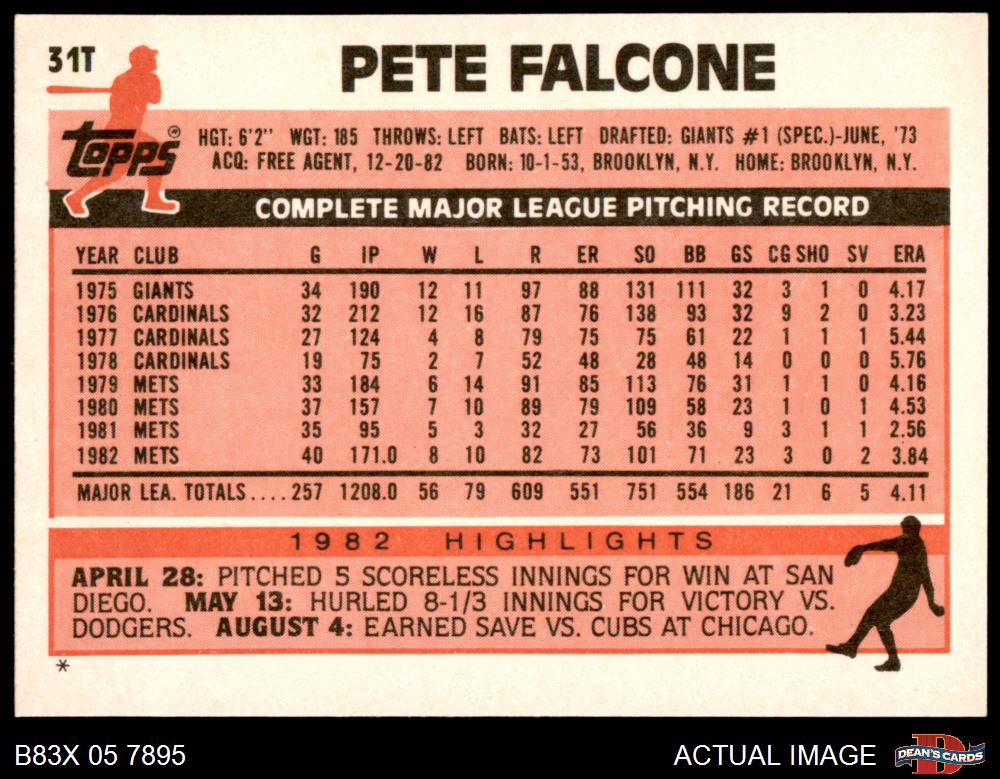 31T
PETE FALCONE
topps ®
HGT: 6'2" WGT: 185 THROWS: LEFT BATS: LEFT DRAFTED: GIANTS #1 (SPEC.)-JUNE, '73
ACQ: FREE AGENT, 12-20-82 BORN: 10-1-53, BROOKLYN, N.Y. HOME: BROOKLYN, N.Y.
COMPLETE MAJOR LEAGUE PITCHING RECORD
YEAR CLUB G IP W L R ER SO BB GS CG SHO SV ERA
1975 GIANTS 34 190 12 11 97 88 131 111 32 3 1 0 4.17
1976 CARDINALS 32 212 12 16 87 76 138 93 32 9 2 0 3.23
1977 CARDINALS 27 124 4 8 79 75 75 61 22 1 1 1 5.44
1978 CARDINALS 19 75 2 7 52 48 28 48 14 0 0 0 5.76
1979 METS 33 184 6 14 91 85 113 76 31 1 1 0 4.16
1980 METS 37 157 7 10 89 79 109 58 23 1 0 1 4.53
1981 METS 35 95 5 3 32 27 56 36 9 3 1 1 2.56
1982 METS 40 171.0 8 10 82 73 101 71 23 3 0 2 3.84
MAJOR LEA. TOTALS.... 257 1208.0 56 79 609 551 751 554 186 21 6 5 4.11
1982 HIGHLIGHTS
APRIL 28: PITCHED 5 SCORELESS INNINGS FOR WIN AT SAN
DIEGO. MAY 13: HURLED 8-1/3 INNINGS FOR VICTORY VS.
DODGERS. AUGUST 4: EARNED SAVE VS. CUBS AT CHICAGO.
*
B83X 05 7895 ACTUAL IMAGE
D
DEAN'S CARDS